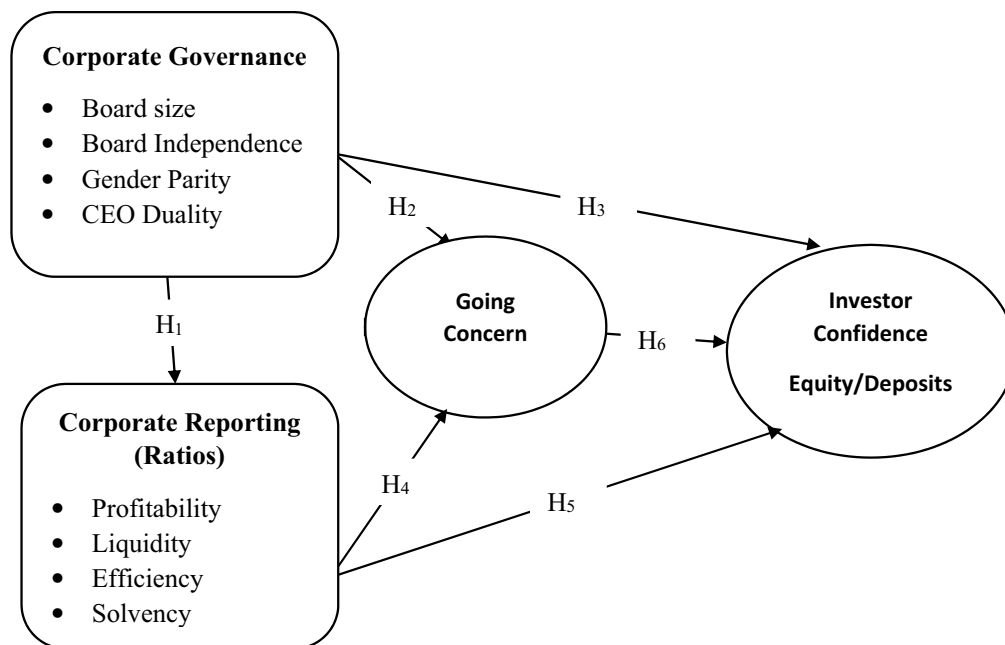 Corporate Governance
• Board size
• Board Independence
• Gender Parity
• CEO Duality
H₂
H₃
Going
Concern
Investor
Confidence
Equity/Deposits
H₁
H₆
Corporate Reporting
(Ratios)
• Profitability
• Liquidity
• Efficiency
• Solvency
H₄
H₅